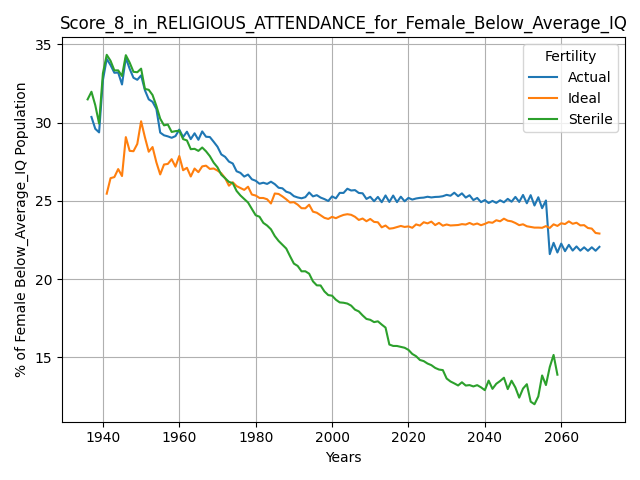 Score_8_in_RELIGIOUS_ATTENDANCE_for_Female_Below_Average_IQ
% of Female Below_Average_IQ Population
35
30
25
20
15
Fertility
Actual
Ideal
Sterile
1940 1960 1980 2000 2020 2040 2060
Years